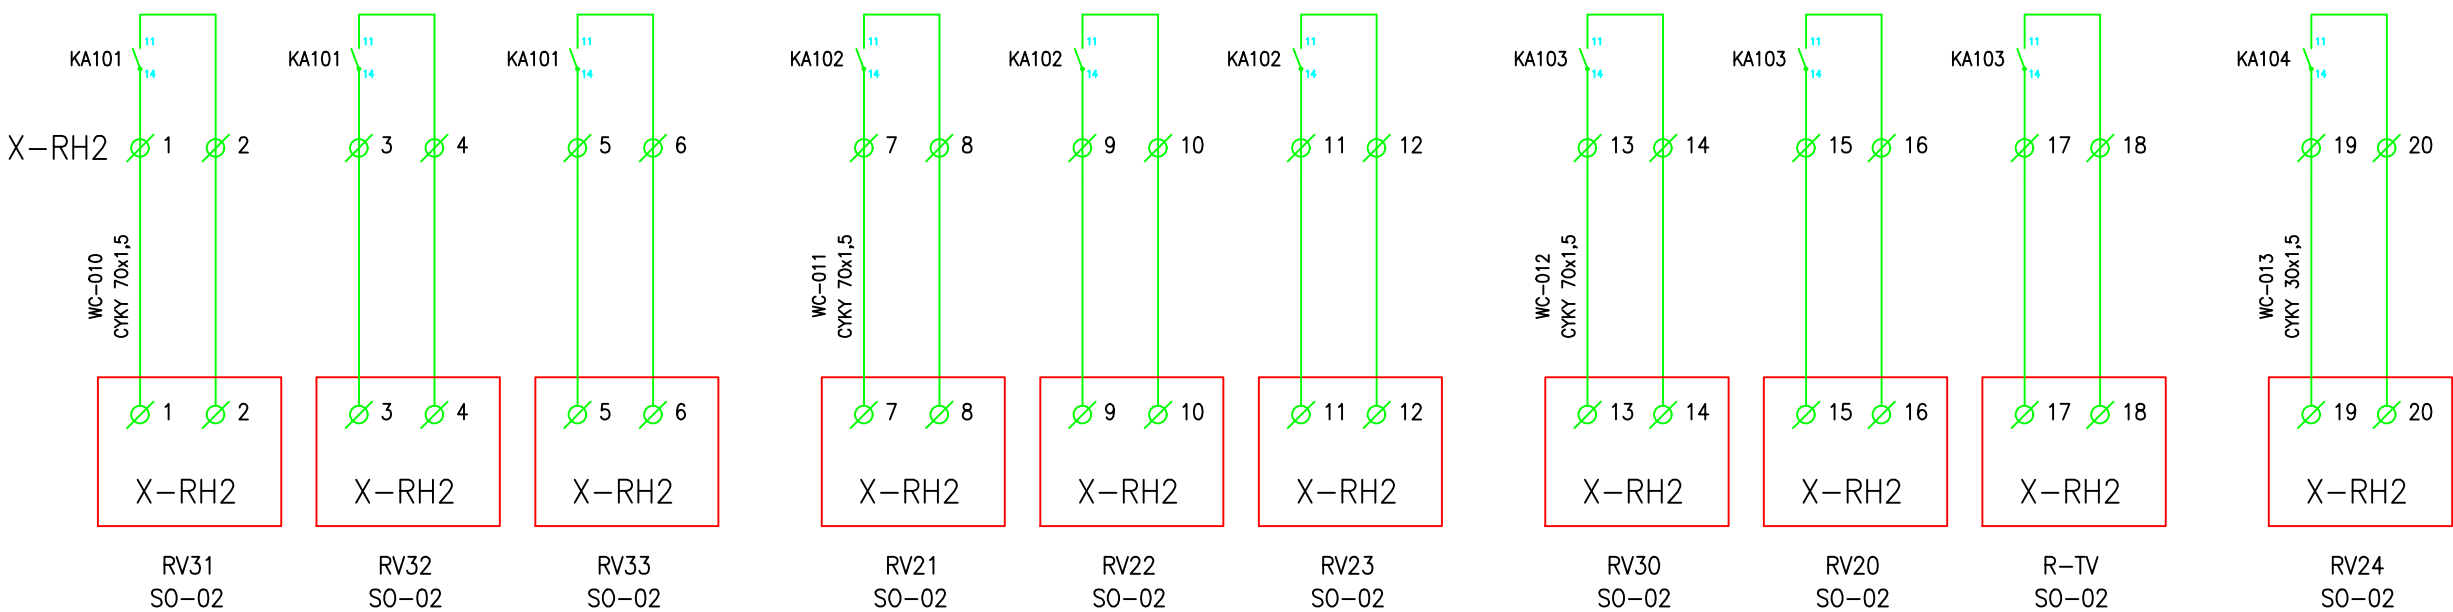 11 11 11 11 11 11 11 11 11 11
KA101 KA101 KA101 KA102 KA102 KA102 KA103 KA103 KA103 KA104
14 14 14 14 14 14 14 14 14 14
X-RH2 1 2 3 4 5 6 7 8 9 10 11 12 13 14 15 16 17 18 19 20
WC-010
CYKY 7Ox1,5
WC-011
CYKY 7Ox1,5
WC-012
CYKY 7Ox1,5
WC-013
CYKY 3Ox1,5
1 2 3 4 5 6 7 8 9 10 11 12 13 14 15 16 17 18 19 20
X-RH2 X-RH2 X-RH2 X-RH2 X-RH2 X-RH2 X-RH2 X-RH2 X-RH2 X-RH2
RV31 RV32 RV33 RV21 RV22 RV23 RV30 RV20 R-TV RV24
SO-02 SO-02 SO-02 SO-02 SO-02 SO-02 SO-02 SO-02 SO-02 SO-02